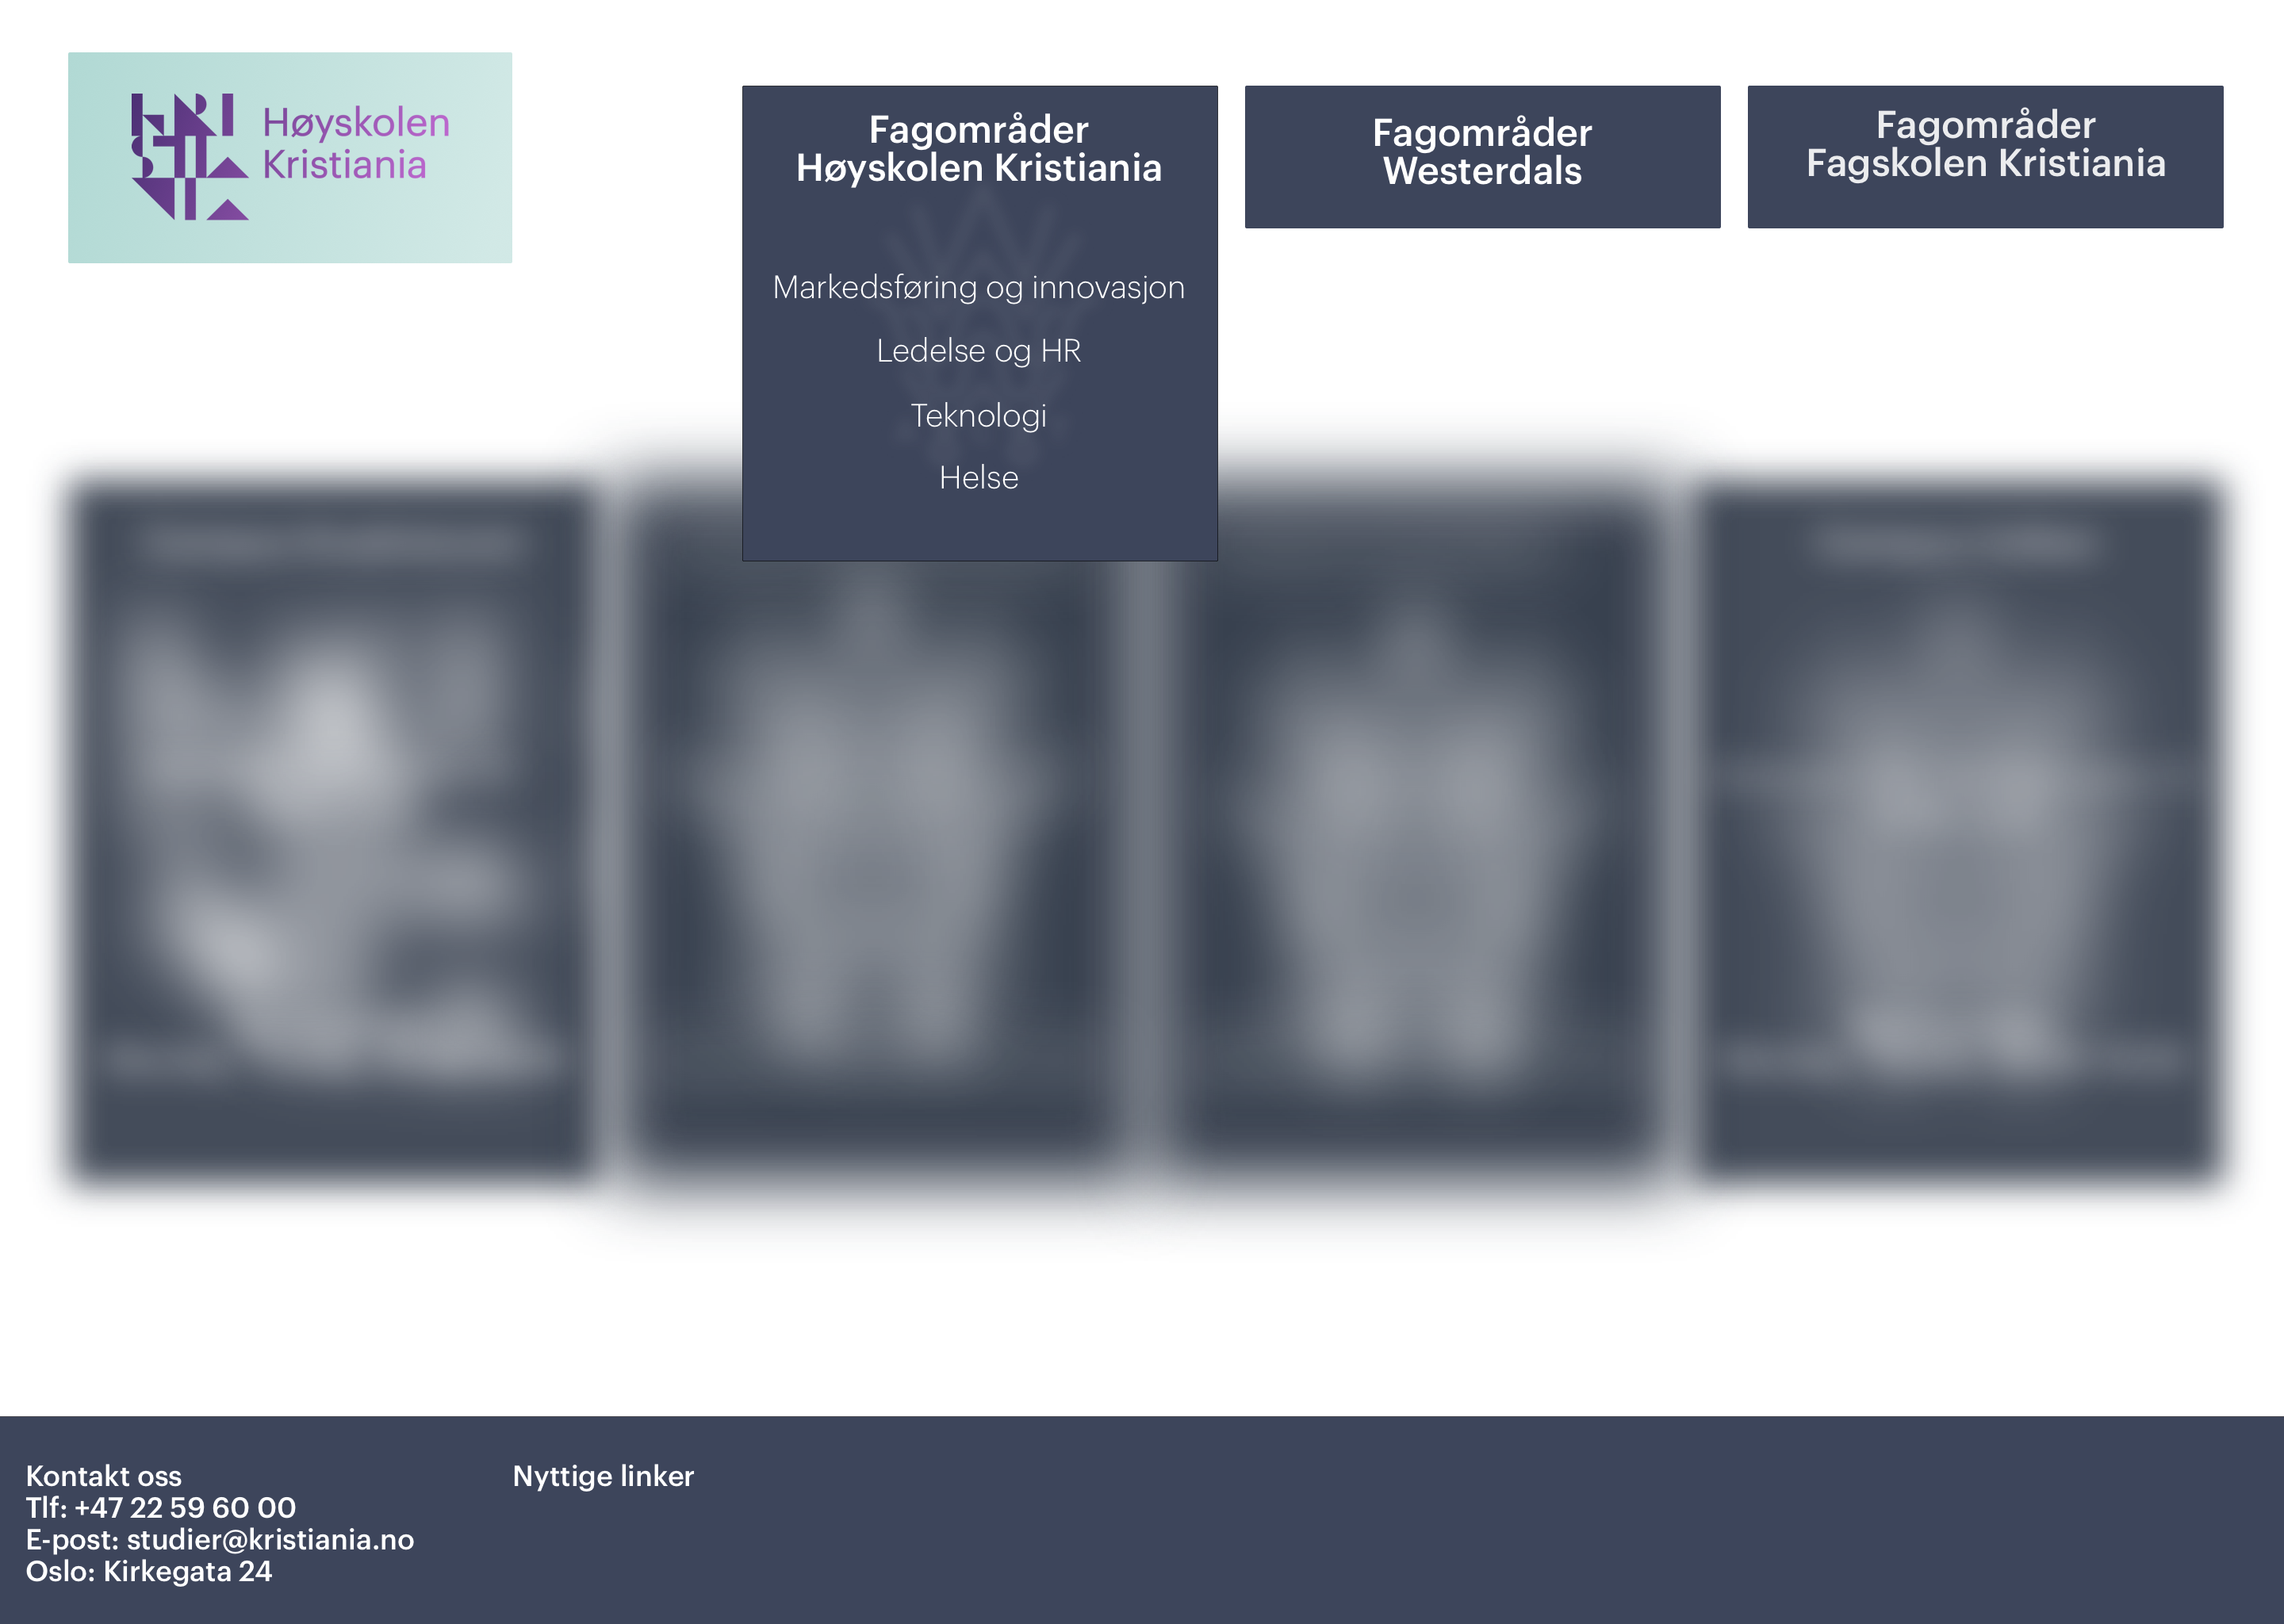 Høyskolen
Kristiania
Fagområder
Høyskolen Kristiania
Markedsføring og innovasjon
Ledelse og HR
Teknologi
Helse
Fagområder
Westerdals
Fagområder
Fagskolen Kristiania
Kontakt oss
Tlf: +47 22 59 60 00
E-post: studier@kristiania.no
Oslo: Kirkegata 24
Nyttige linker